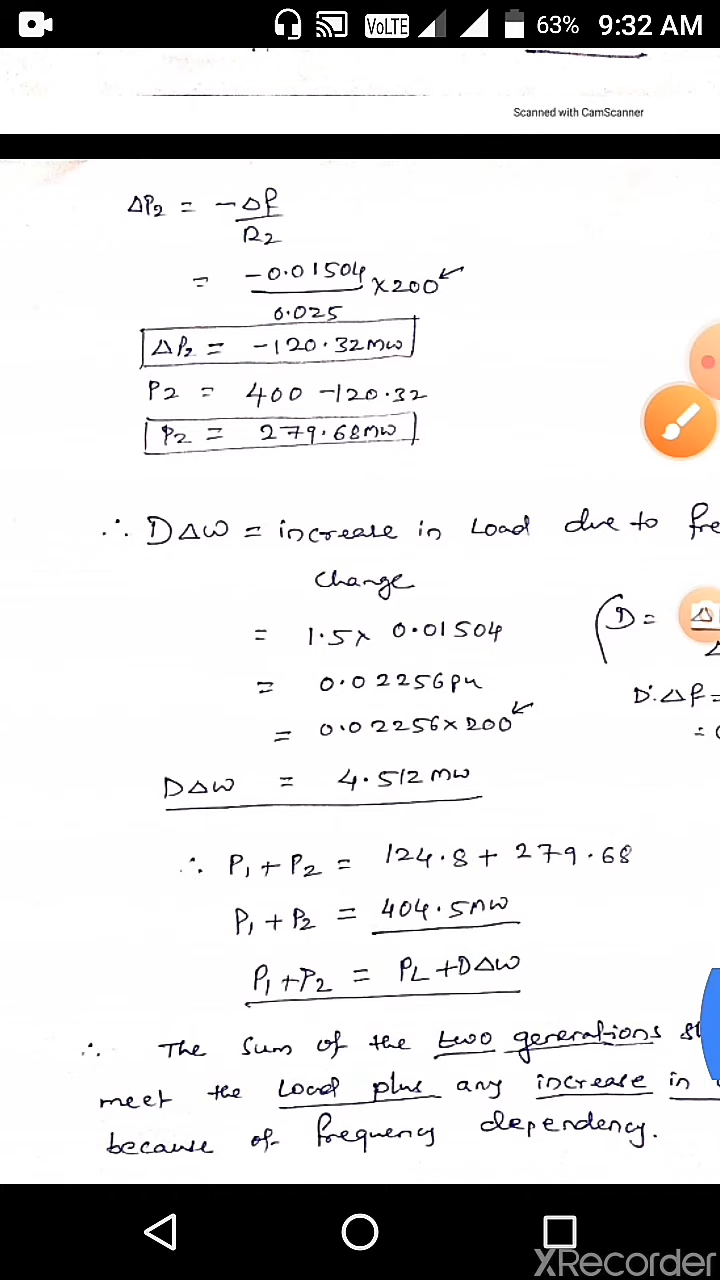 VoLTE 63% 9:32 AM
Scanned with CamScanner
ΔP2 = -Δf
R2
= -0.01504 × 200
0.025
ΔP2 = -120.32MW
P2 = 400 -120.32
P2 = 279.68MW
∴ DΔω = increase in Load due to fre
change
= 1.5× 0.01504
D =
= 0.02256pu
D.Δf =
= 0.02256×200
DΔω = 4.512 MW
∴ P1 + P2 = 124.8 + 279.68
P1 + P2 = 404.5MW
P1 + P2 = PL + DΔω
∴ The sum of the two generations
meet the Load plus any increase in
because of frequency dependency.
XRecorder